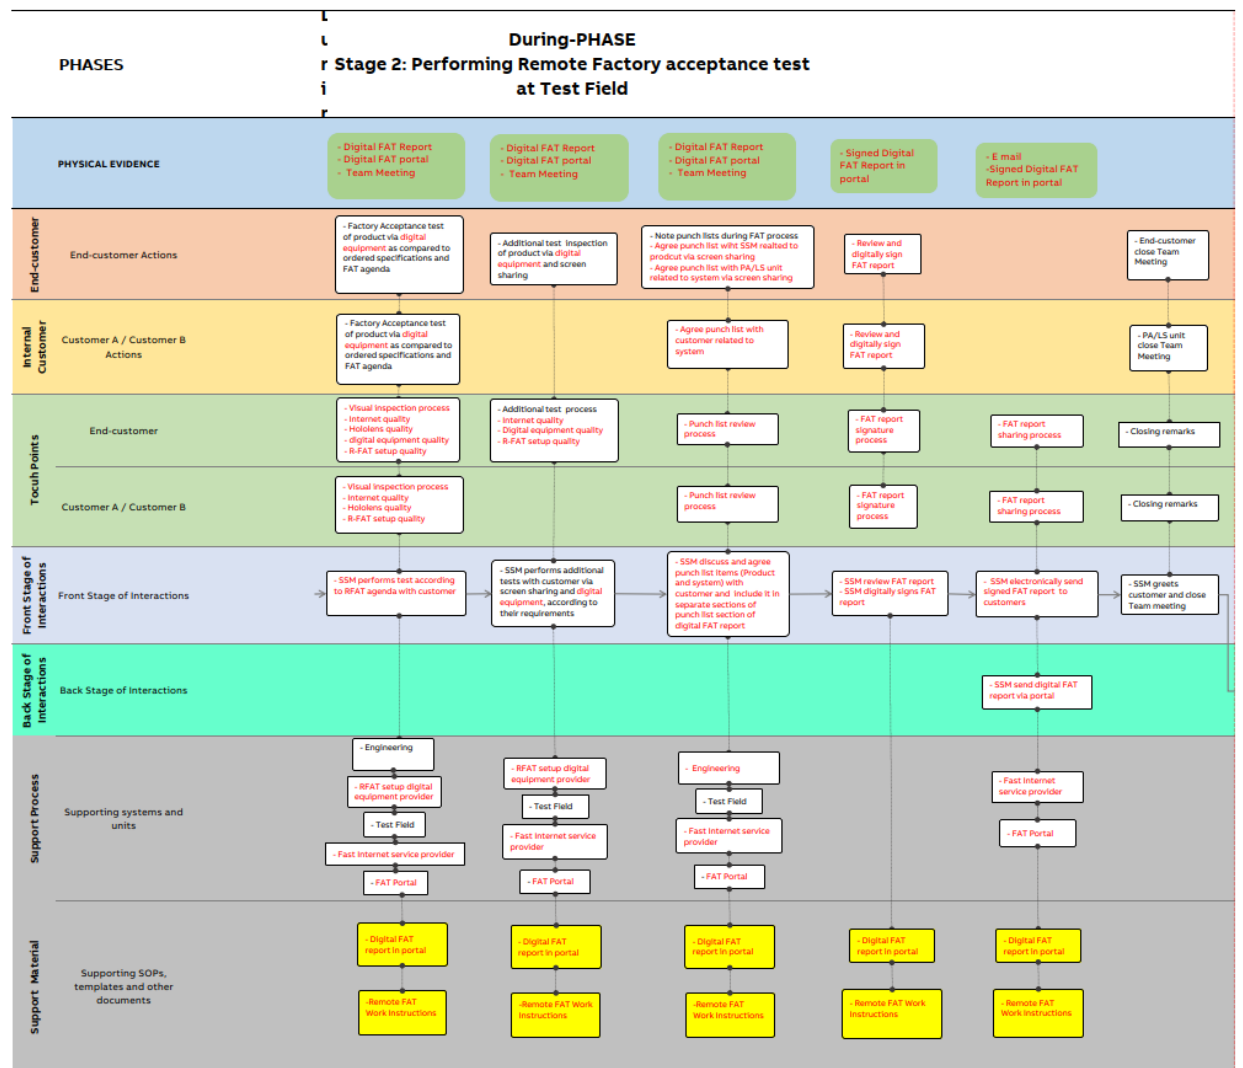 D
u
r
i
n
During-PHASE
PHASES
Stage 2: Performing Remote Factory acceptance test
at Test Field
PHYSICAL EVIDENCE
- Digital FAT Report
- Digital FAT portal
- Team Meeting
- Digital FAT Report
- Digital FAT portal
- Team Meeting
- Digital FAT Report
- Digital FAT portal
- Team Meeting
- Signed Digital
FAT Report in
portal
- E mail
-Signed Digital FAT
Report in portal
End-customer
End-customer Actions
- Factory Acceptance test
of product via digital
equipment as compared to
ordered specifications and
FAT agenda
- Additional test inspection
of product via digital
equipment and screen
sharing
- Note punch lists during FAT process
- Agree punch list wiht SSM realted to
prodcut via screen sharing
- Agree punch list with PA/LS unit
related to system via screen sharing
- Review and
digitally sign
FAT report
- End-customer
close Team
Meeting
Internal
Customer
Customer A / Customer B
Actions
- Factory Acceptance test
of product via digital
equipment as compared to
ordered specifications and
FAT agenda
- Agree punch list with
customer related to
system
- Review and
digitally sign
FAT report
- PA/LS unit
close Team
Meeting
Tocuh Points
End-customer
- Visual inspection process
- Internet quality
- Hololens quality
- digital equipment quality
- R-FAT setup quality
- Additional test process
- Internet quality
- Digital equipment quality
- R-FAT setup quality
- Punch list review
process
- FAT report
signature
process
- FAT report
sharing process
- Closing remarks
Customer A / Customer B
- Visual inspection process
- Internet quality
- Hololens quality
- R-FAT setup quality
- Punch list review
process
- FAT report
signature
process
- FAT report
sharing process
- Closing remarks
Front Stage of
Interactions
Front Stage of Interactions
- SSM performs test according
to RFAT agenda with customer
- SSM performs additional
tests with customer via
screen sharing and digital
equipment, according to
their requirements
- SSM discuss and agree
punch list items (Product
and system) with
customer and include it in
separate sections of
punch list section of
digital FAT report
- SSM review FAT report
- SSM digitally signs FAT
report
- SSM electronically send
signed FAT report to
customers
- SSM greets
customer and close
Team meeting
Back Stage of
Interactions
Back Stage of Interactions
- SSM send digital FAT
report via portal
Support Process
Supporting systems and
units
- Engineering
- RFAT setup digital
equipment provider
- Test Field
- Fast Internet service provider
- FAT Portal
- RFAT setup digital
equipment provider
- Test Field
- Fast Internet service
provider
- FAT Portal
- Engineering
- Test Field
- Fast Internet service
provider
- FAT Portal
- Fast Internet
service provider
- FAT Portal
Support Material
Supporting SOPs,
templates and other
documents
- Digital FAT
report in portal
-Remote FAT
Work Instructions
- Digital FAT
report in portal
-Remote FAT Work
Instructions
- Digital FAT
report in portal
-Remote FAT
Work Instructions
- Digital FAT
report in portal
- Remote FAT Work
Instructions
- Digital FAT
report in portal
- Remote FAT
Work Instructions